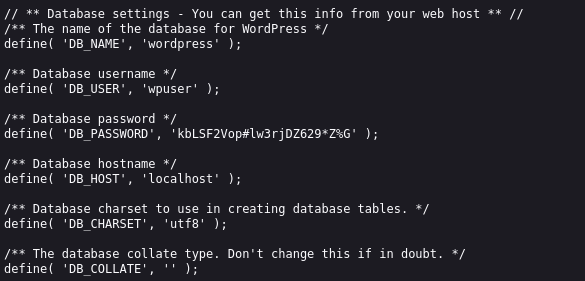 // ** Database settings - You can get this info from your web host ** //
/** The name of the database for WordPress */
define( 'DB_NAME', 'wordpress' );
/** Database username */
define( 'DB_USER', 'wpuser' );
/** Database password */
define( 'DB_PASSWORD', 'kbLSF2Vop#lw3rjDZ629*Z%G' );
/** Database hostname */
define( 'DB_HOST', 'localhost' );
/** Database charset to use in creating database tables. */
define( 'DB_CHARSET', 'utf8' );
/** The database collate type. Don't change this if in doubt. */
define( 'DB_COLLATE', '' );